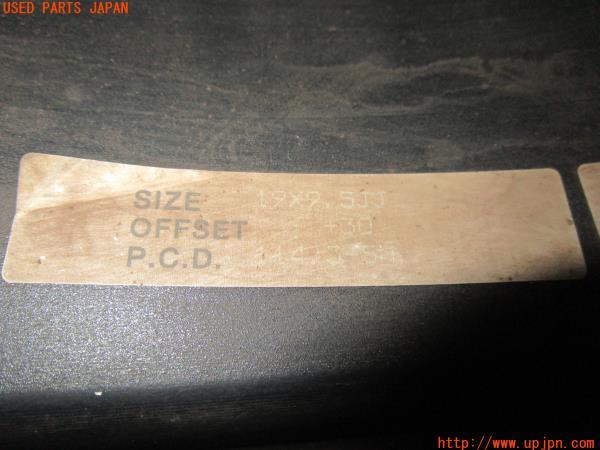 USED PARTS JAPAN
SIZE 19X9.5JJ
OFFSET +30
P.C.D. 114.3 5H
http://www.upjpn.com